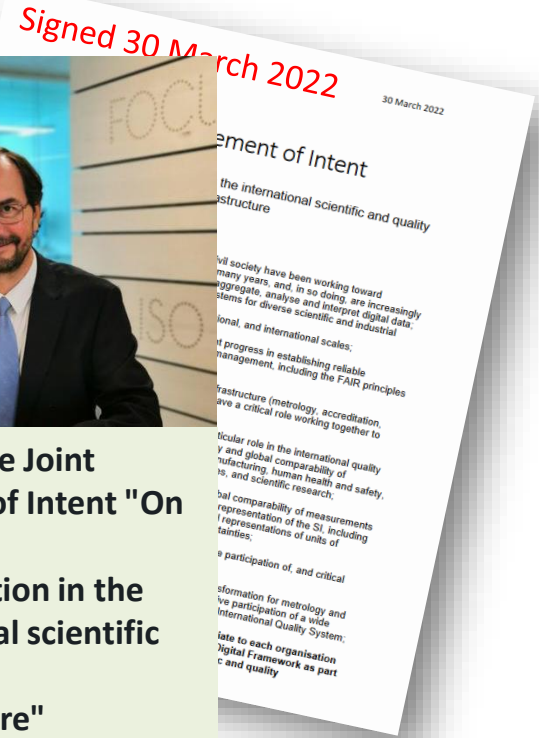 Signed 30 March 2022
30 March 2022
ement of Intent
the international scientific and quality
astructure
vil society have been working toward
many years, and, in so doing, are increasingly
aggregate, analyse and interpret digital data;
stems for diverse scientific and industrial
ional, and international scales;
t progress in establishing reliable
management, including the FAIR principles
rastructure (metrology, accreditation,
ave a critical role working together to
ticular role in the international quality
y and global comparability of
nufacturing, human health and safety,
s, and scientific research;
bal comparability of measurements
representation of the SI, including
l representations of units of
tainties;
e participation of, and critical
sformation for metrology and
ve participation of a wide
International Quality System;
iate to each organisation
Digital Framework as part
c and quality
FOCU
ISO
e Joint
of Intent "On
tion in the
al scientific
re"